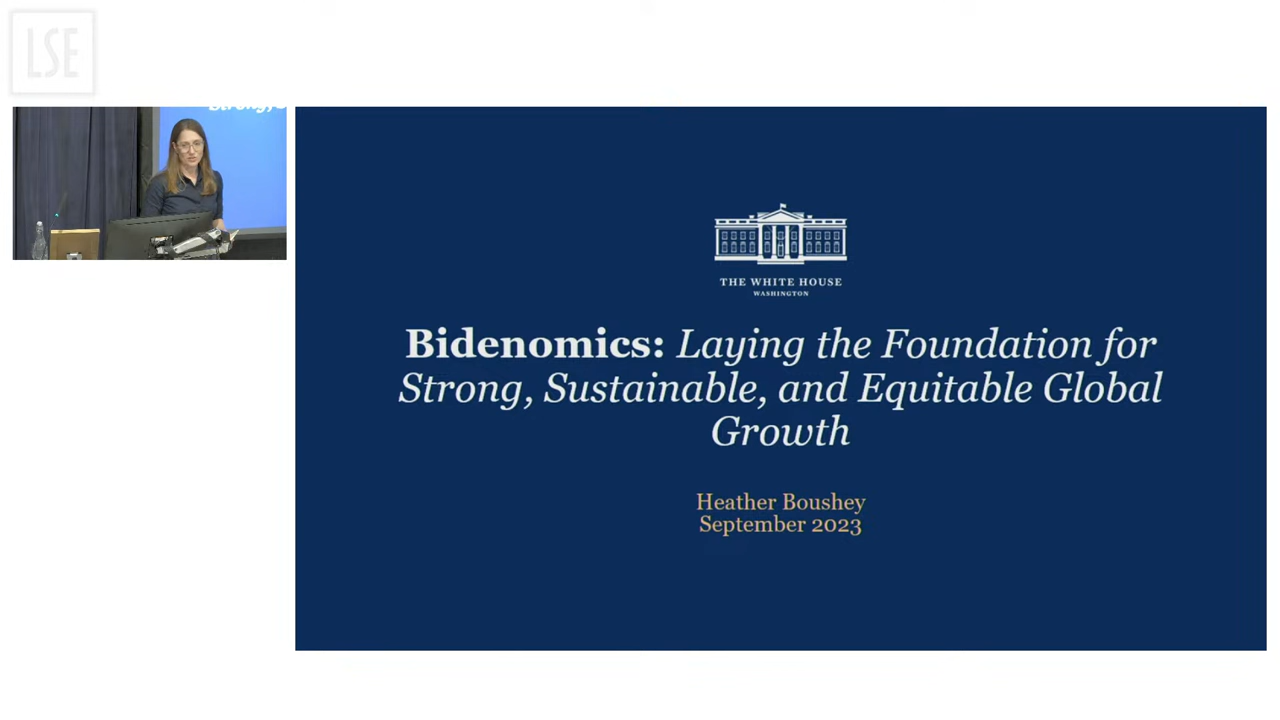 LSE
Strong, S
THE WHITE HOUSE
WASHINGTON
Bidenomics: Laying the Foundation for
Strong, Sustainable, and Equitable Global
Growth
Heather Boushey
September 2023